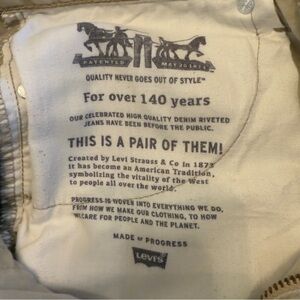 PATENTED MAY 20 1873
QUALITY NEVER GOES OUT OF STYLE™
For over 140 years
OUR CELEBRATED HIGH QUALITY DENIM RIVETED
JEANS HAVE BEEN BEFORE THE PUBLIC.
THIS IS A PAIR OF THEM!
Created by Levi Strauss & Co in 1873
it has become an American Tradition,
symbolizing the vitality of the West
to people all over the world.
PROGRESS IS WOVEN INTO EVERYTHING WE DO,
FROM HOW WE MAKE OUR CLOTHING, TO HOW
WE CARE FOR PEOPLE AND THE PLANET.
MADE OF PROGRESS
Levi's